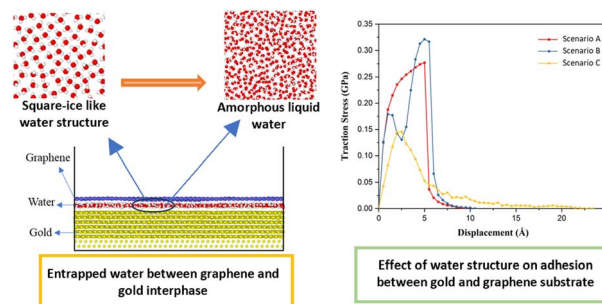 Square-ice like
water structure
Amorphous liquid
water
Graphene
Water
Gold
Entrapped water between graphene and
gold interphase
Traction Stress (GPa)
0.35
0.30
0.25
0.20
0.15
0.10
0.05
0.00
0
5
10
15
20
Displacement (Å)
Scenario A
Scenario B
Scenario C
Effect of water structure on adhesion
between gold and graphene substrate